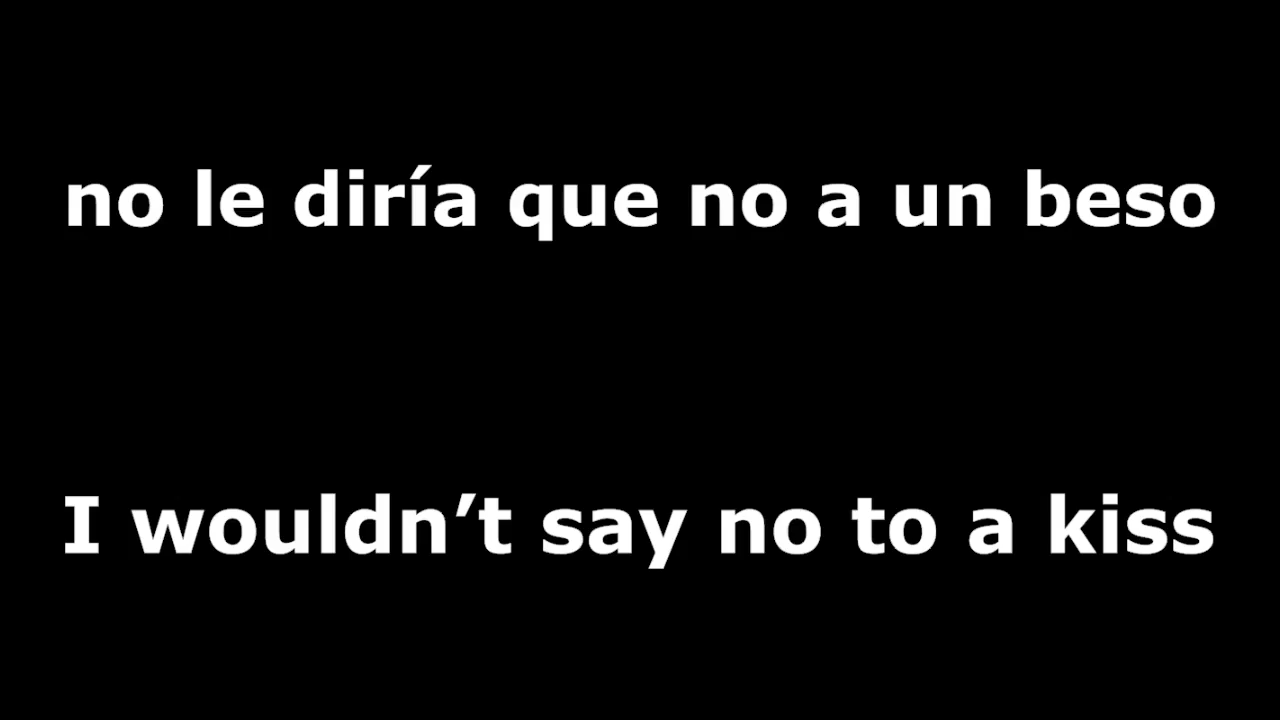 no le diría que no a un beso
I wouldn’t say no to a kiss